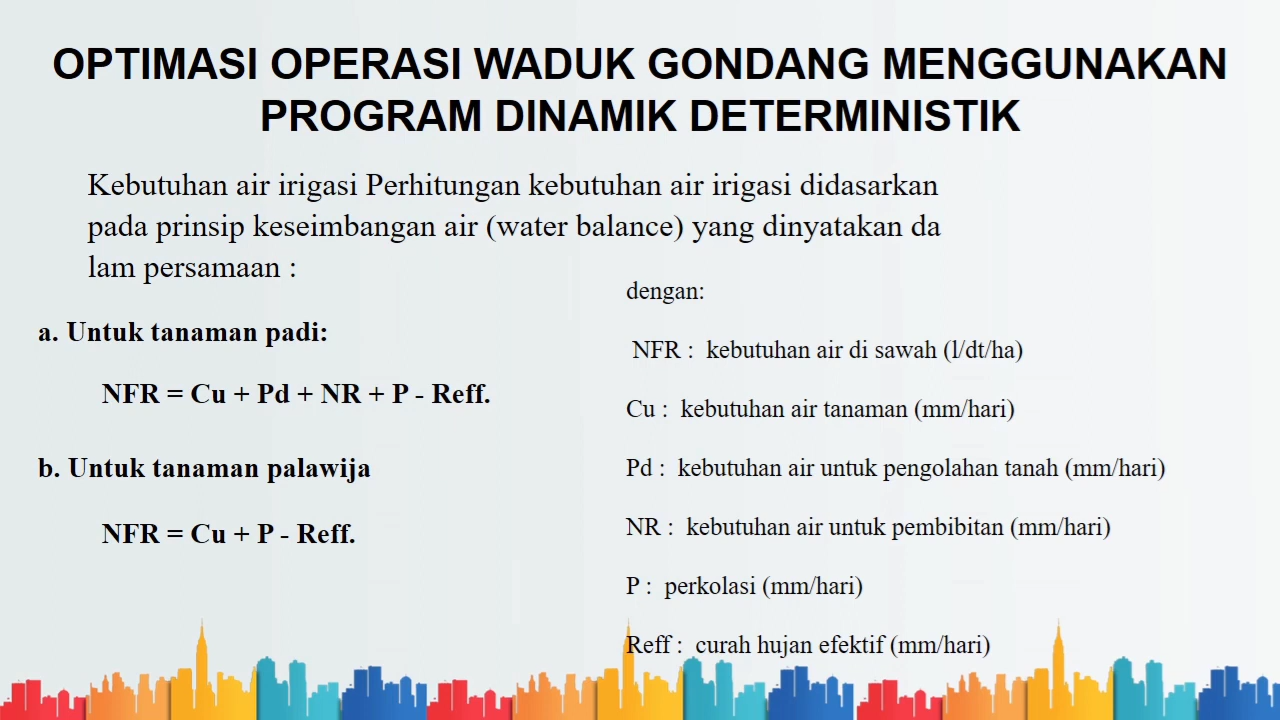 OPTIMASI OPERASI WADUK GONDANG MENGGUNAKAN
PROGRAM DINAMIK DETERMINISTIK
Kebutuhan air irigasi Perhitungan kebutuhan air irigasi didasarkan
pada prinsip keseimbangan air (water balance) yang dinyatakan da
lam persamaan :
a. Untuk tanaman padi:
NFR = Cu + Pd + NR + P - Reff.
b. Untuk tanaman palawija
NFR = Cu + P - Reff.
dengan:
NFR : kebutuhan air di sawah (l/dt/ha)
Cu : kebutuhan air tanaman (mm/hari)
Pd : kebutuhan air untuk pengolahan tanah (mm/hari)
NR : kebutuhan air untuk pembibitan (mm/hari)
P : perkolasi (mm/hari)
Reff : curah hujan efektif (mm/hari)